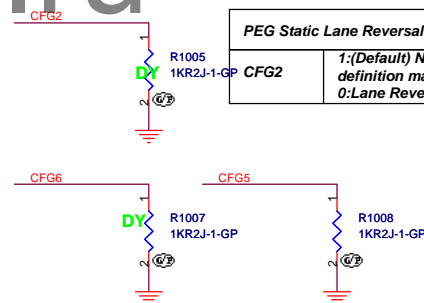 CFG2
1
R1005
1KR2J-1-GP
DY
2
G/P
PEG Static Lane Reversal
CFG2
1:(Default) N
definition ma
0:Lane Reve
CFG6
CFG5
1
DY
R1007
1KR2J-1-GP
2
G/P
1
R1008
1KR2J-1-GP
2
G/P